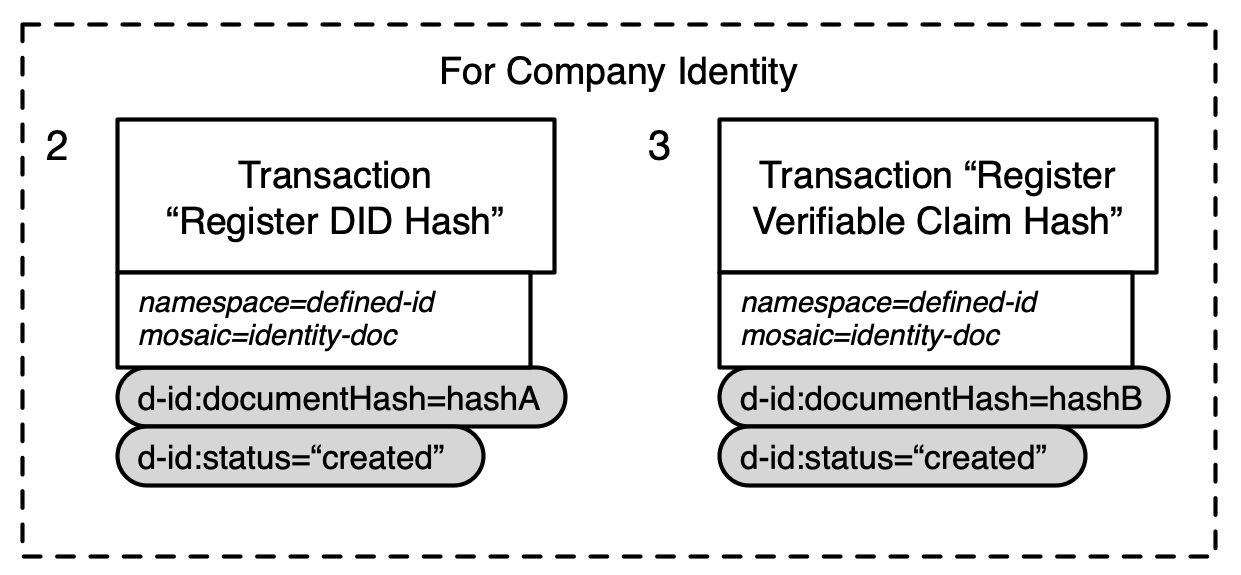 For Company Identity
2
Transaction
“Register DID Hash”
namespace=defined-id
mosaic=identity-doc
d-id:documentHash=hashA
d-id:status=“created”
3
Transaction “Register
Verifiable Claim Hash”
namespace=defined-id
mosaic=identity-doc
d-id:documentHash=hashB
d-id:status=“created”